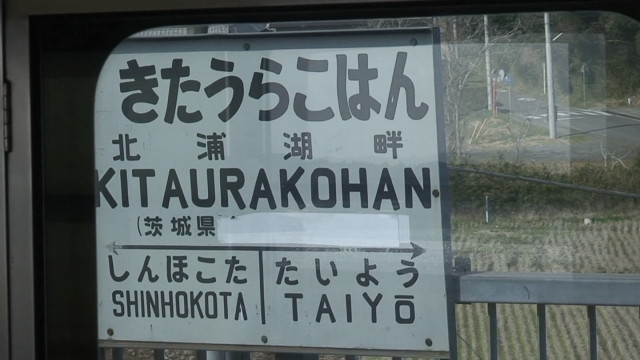 きたうらこはん
北浦湖畔
KITAURAKOHAN
(茨城県
しんほこた たいよう
SHINHOKOTA TAIYŌ